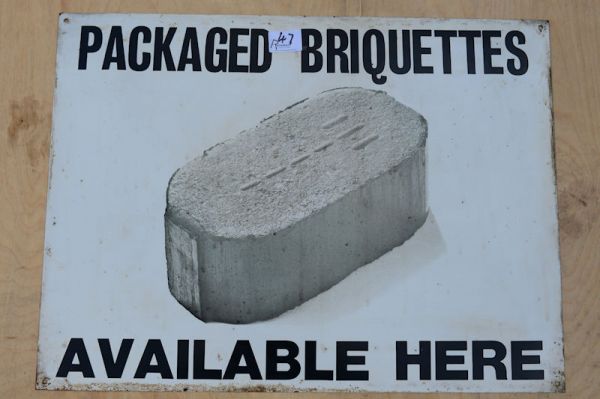 PACKAGED BRIQUETTES
47
AVAILABLE HERE